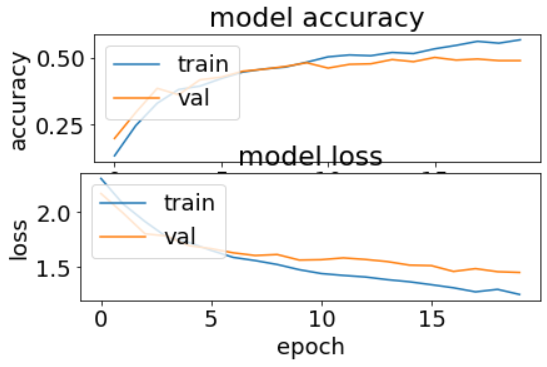 model accuracy
accuracy
0.50
0.25
train
val
model loss
loss
2.0
1.5
train
val
0
5
10
15
epoch